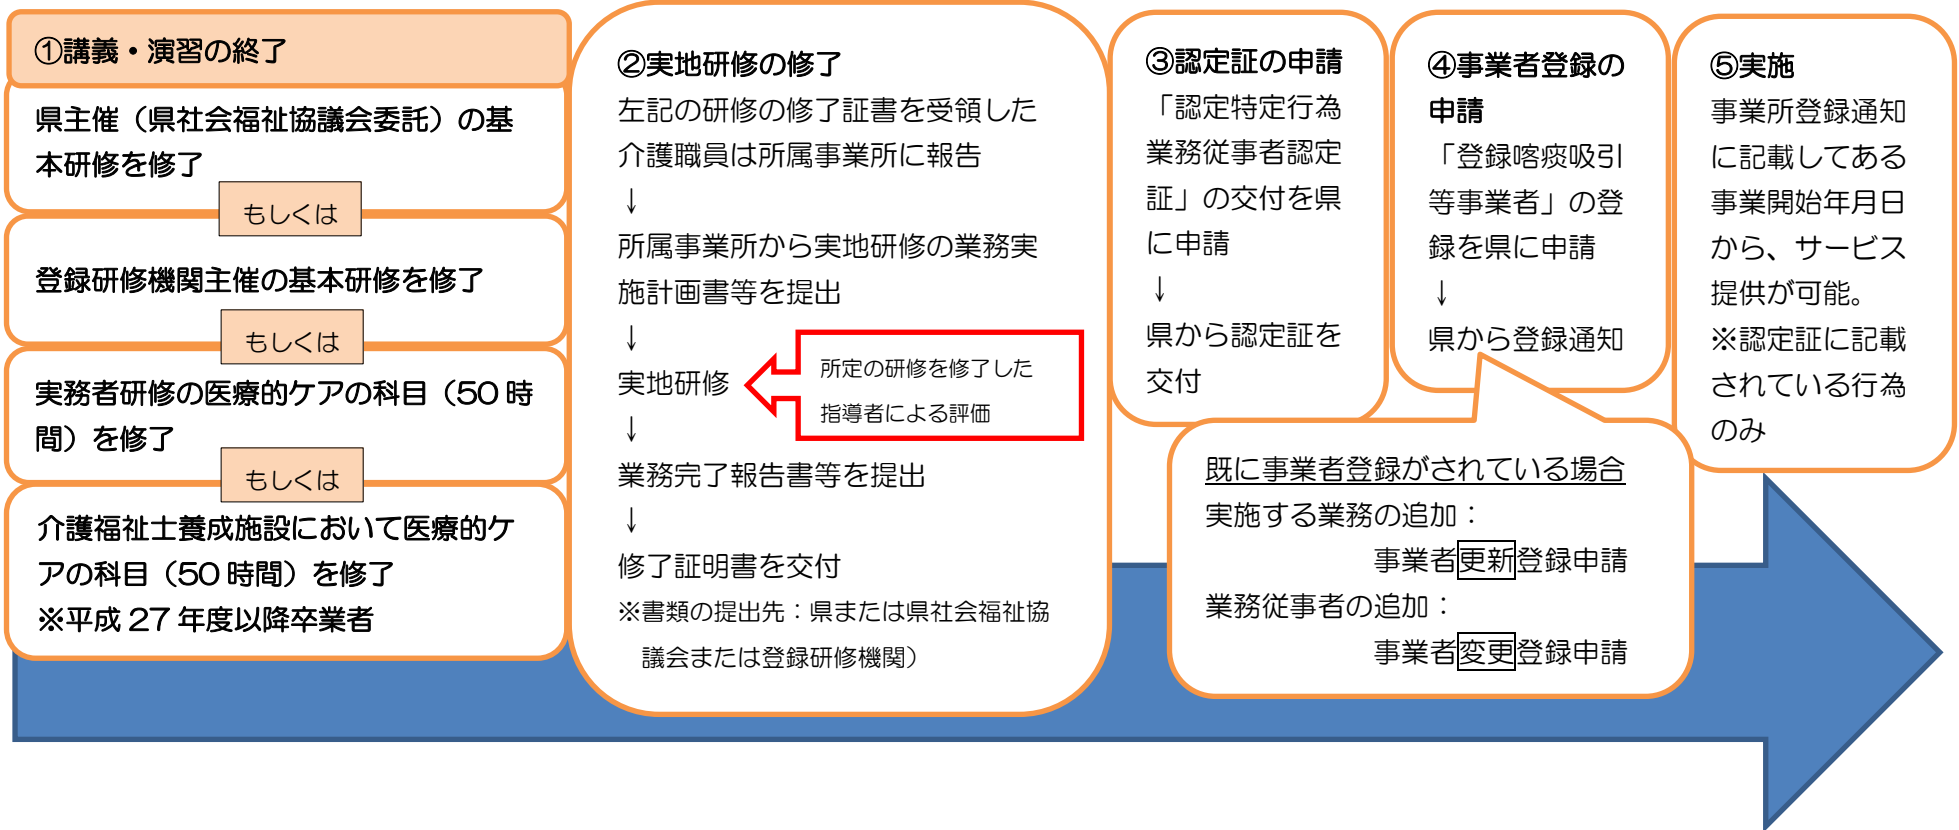 ①講義・演習の終了
県主催（県社会福祉協議会委託）の基
本研修を修了
もしくは
登録研修機関主催の基本研修を修了
もしくは
実務者研修の医療的ケアの科目（50 時
間）を修了
もしくは
介護福祉士養成施設において医療的ケ
アの科目（50 時間）を修了
※平成 27 年度以降卒業者
②実地研修の修了
左記の研修の修了証書を受領した
介護職員は所属事業所に報告
↓
所属事業所から実地研修の業務実
施計画書等を提出
↓
実地研修
所定の研修を修了した
指導者による評価
↓
業務完了報告書等を提出
↓
修了証明書を交付
※書類の提出先：県または県社会福祉協
議会または登録研修機関）
③認定証の申請
「認定特定行為
業務従事者認定
証」の交付を県
に申請
↓
県から認定証を
交付
④事業者登録の
申請
「登録喀痰吸引
等事業者」の登
録を県に申請
↓
県から登録通知
既に事業者登録がされている場合
実施する業務の追加：
事業者更新登録申請
業務従事者の追加：
事業者変更登録申請
⑤実施
事業所登録通知
に記載してある
事業開始年月日
から、サービス
提供が可能。
※認定証に記載
されている行為
のみ